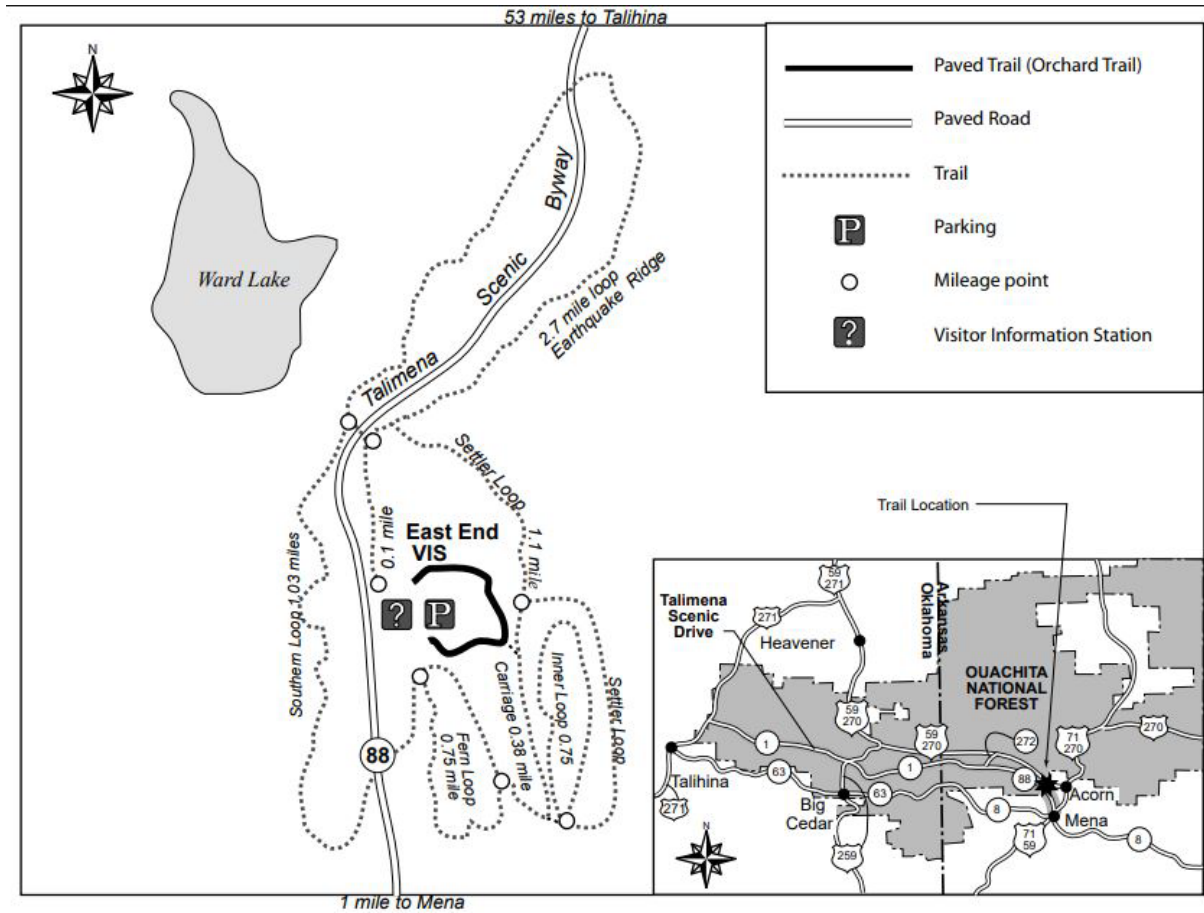 53 miles to Talihina
N
Ward Lake
Talimena
Scenic
Byway
2.7 mile loop
Earthquake Ridge
Settler Loop
1.1 mile
0.1 mile
East End
VIS
?
P
Southern Loop 1.03 miles
Carriage 0.38 mile
Inner Loop 0.75
Settler Loop
Fern Loop
0.75 mile
88
1 mile to Mena
Paved Trail (Orchard Trail)
Paved Road
Trail
P
Parking
Mileage point
?
Visitor Information Station
Trail Location
Talimena
Scenic
Drive
271
Heavener
59
271
Arkansas
Oklahoma
OUACHITA
NATIONAL
FOREST
59
270
59
270
272
71
270
270
1
1
88
Talihina
63
63
Big
Cedar
8
Acorn
Mena
271
259
71
59
8
N